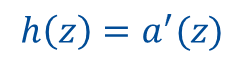 h(z) = a′(z)